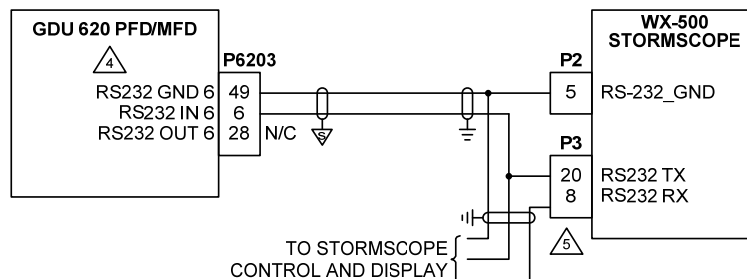 GDU 620 PFD/MFD
4
P6203
RS232 GND 6 49
RS232 IN 6 6
RS232 OUT 6 28 N/C
S
WX-500
STORMSCOPE
P2
5 RS-232_GND
P3
20 RS232 TX
8 RS232 RX
5
TO STORMSCOPE
CONTROL AND DISPLAY